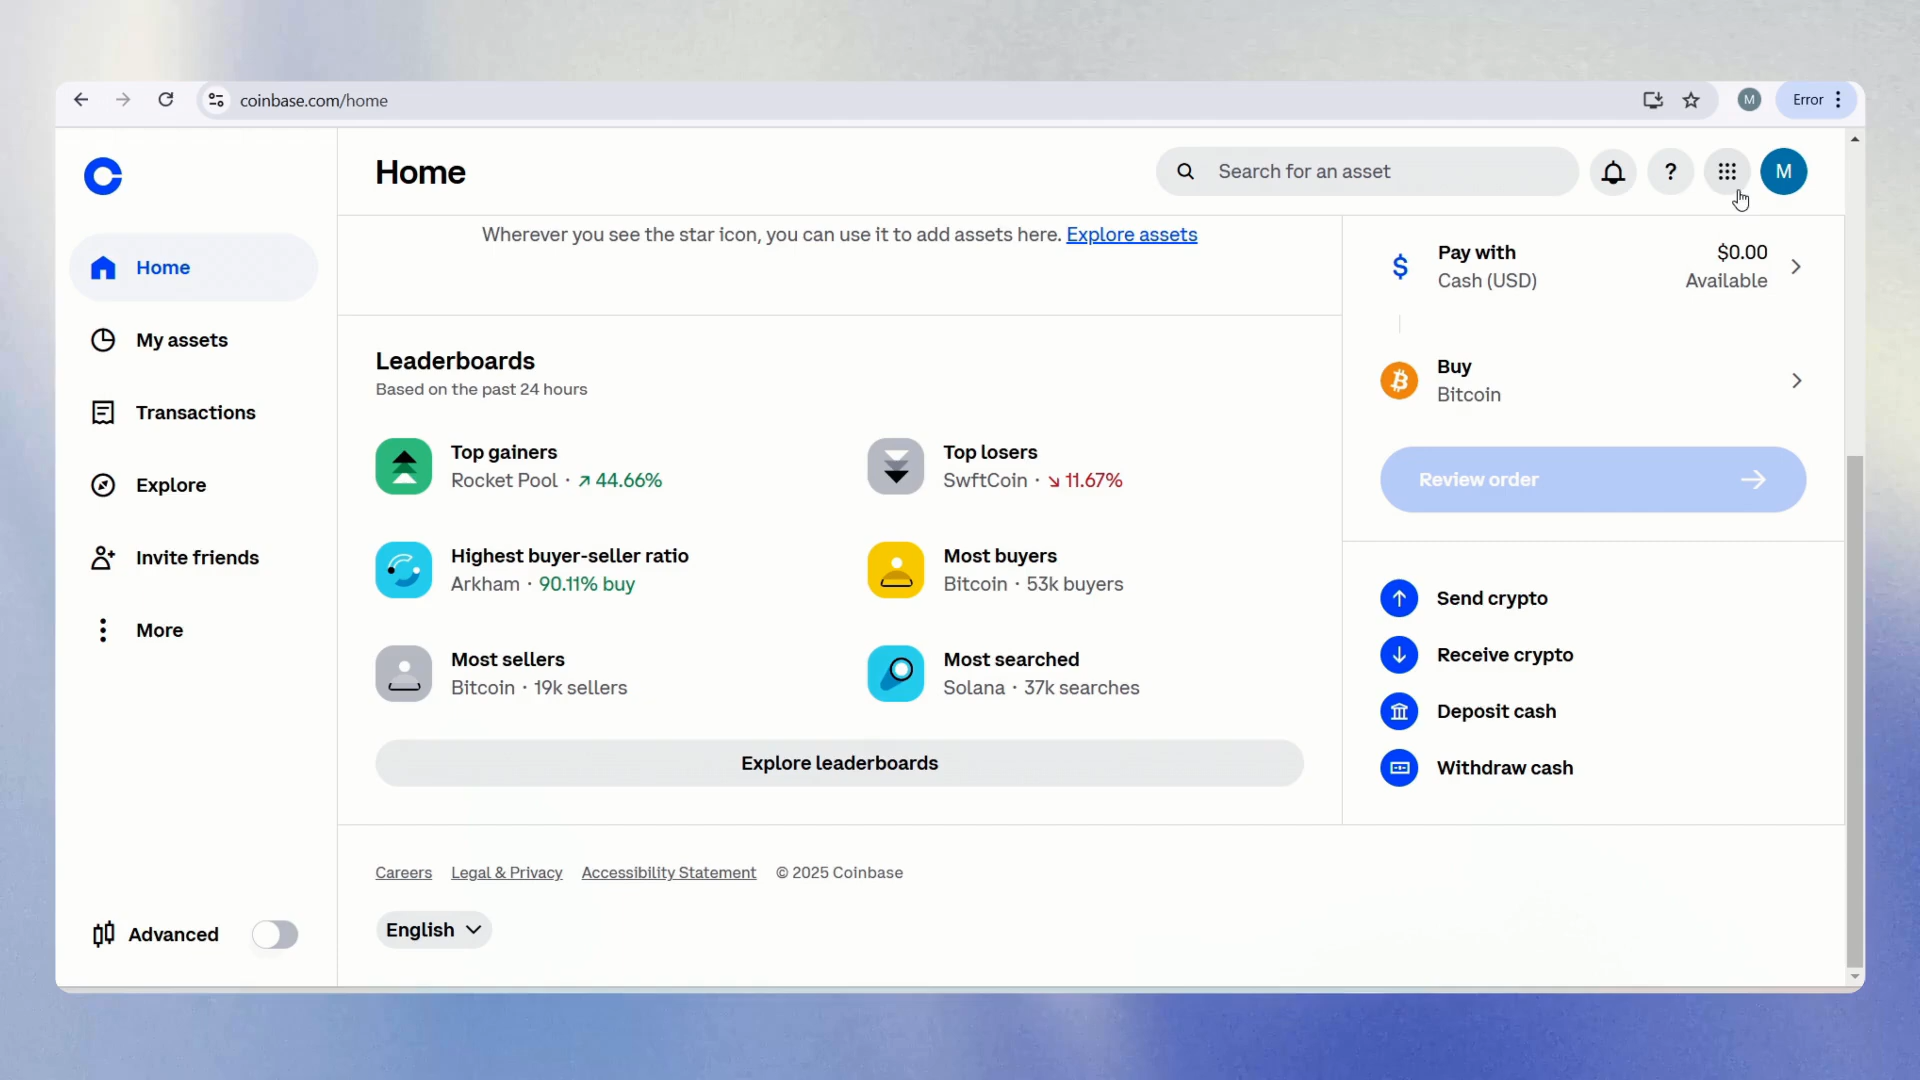 coinbase.com/home
M
Error
Home
Search for an asset
?
M
Home
My assets
Transactions
Explore
Invite friends
More
Advanced
Wherever you see the star icon, you can use it to add assets here. Explore assets
Leaderboards
Based on the past 24 hours
Top gainers
Rocket Pool · ↗ 44.66%
Top losers
SwftCoin · ↘ 11.67%
Highest buyer-seller ratio
Arkham · 90.11% buy
Most buyers
Bitcoin · 53k buyers
Most sellers
Bitcoin · 19k sellers
Most searched
Solana · 37k searches
Explore leaderboards
$
Pay with
$0.00
Cash (USD)
Available
Buy
Bitcoin
Review order
Send crypto
Receive crypto
Deposit cash
Withdraw cash
Careers Legal & Privacy Accessibility Statement © 2025 Coinbase
English